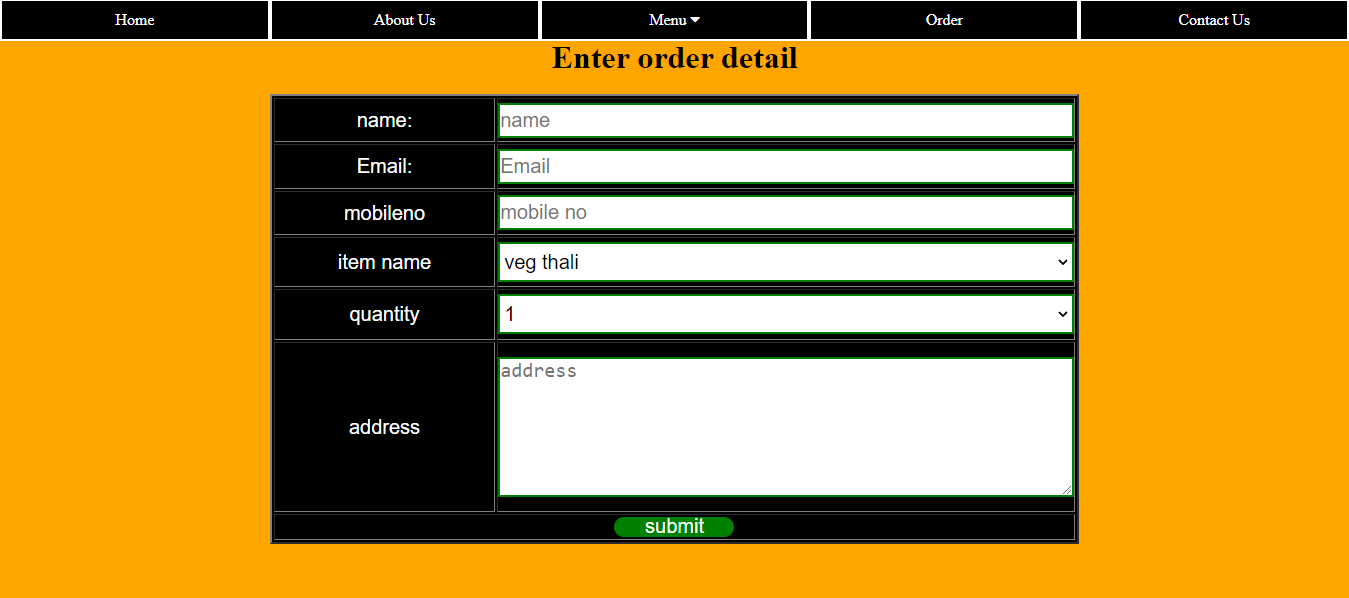 Home About Us Menu Order Contact Us
Enter order detail
name: name
Email: Email
mobileno mobile no
item name veg thali
quantity 1
address address
submit